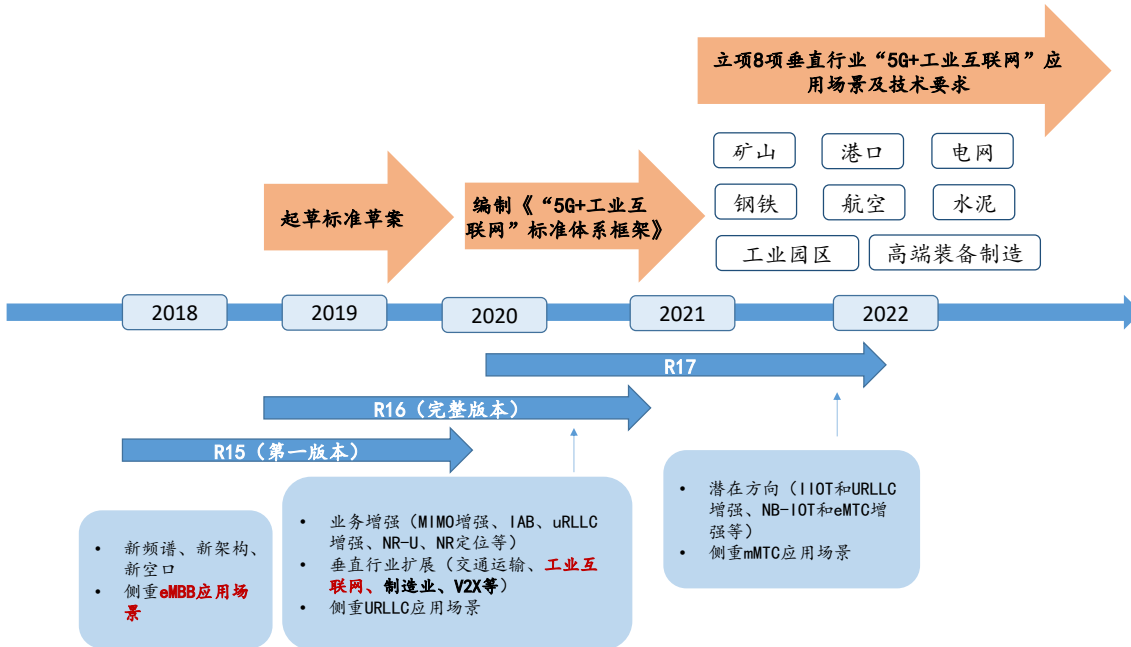 立项8项垂直行业“5G+工业互联网”应
用场景及技术要求
矿山
港口
电网
起草标准草案
编制《“5G+工业互
联网”标准体系框架》
钢铁
航空
水泥
工业园区
高端装备制造
2018
2019
2020
2021
2022
R17
R16（完整版本）
R15（第一版本）
• 新频谱、新架构、
新空口
• 侧重eMBB应用场
景
• 业务增强（MIMO增强、IAB、uRLLC
增强、NR-U、NR定位等）
• 垂直行业扩展（交通运输、工业互
联网、制造业、V2X等）
• 侧重URLLC应用场景
• 潜在方向（IIOT和URLLC
增强、NB-IOT和eMTC增
强等）
• 侧重mMTC应用场景